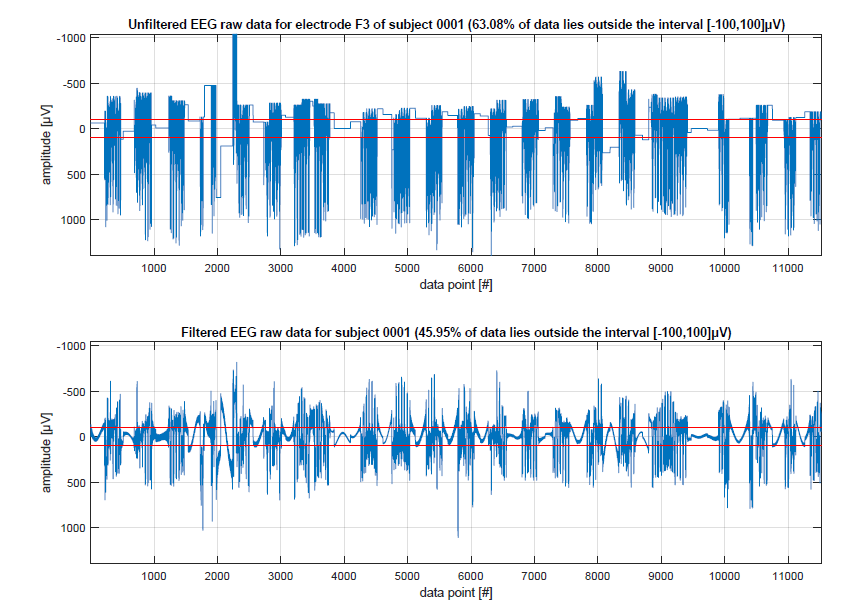 Unfiltered EEG raw data for electrode F3 of subject 0001 (63.08% of data lies outside the interval [-100,100]µV)
-1000
-500
0
500
1000
amplitude [µV]
1000 2000 3000 4000 5000 6000 7000 8000 9000 10000 11000
data point [#]
Filtered EEG raw data for subject 0001 (45.95% of data lies outside the interval [-100,100]µV)
-1000
-500
0
500
1000
amplitude [µV]
1000 2000 3000 4000 5000 6000 7000 8000 9000 10000 11000
data point [#]